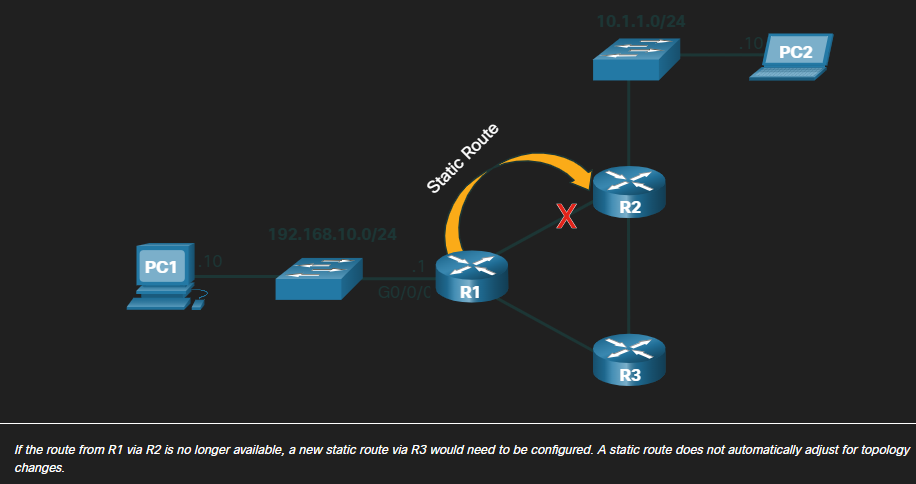 10.1.1.0/24
.10
PC2
Static Route
X
R2
192.168.10.0/24
PC1
.10
.1
G0/0/0
R1
R3
If the route from R1 via R2 is no longer available, a new static route via R3 would need to be configured. A static route does not automatically adjust for topology
changes.